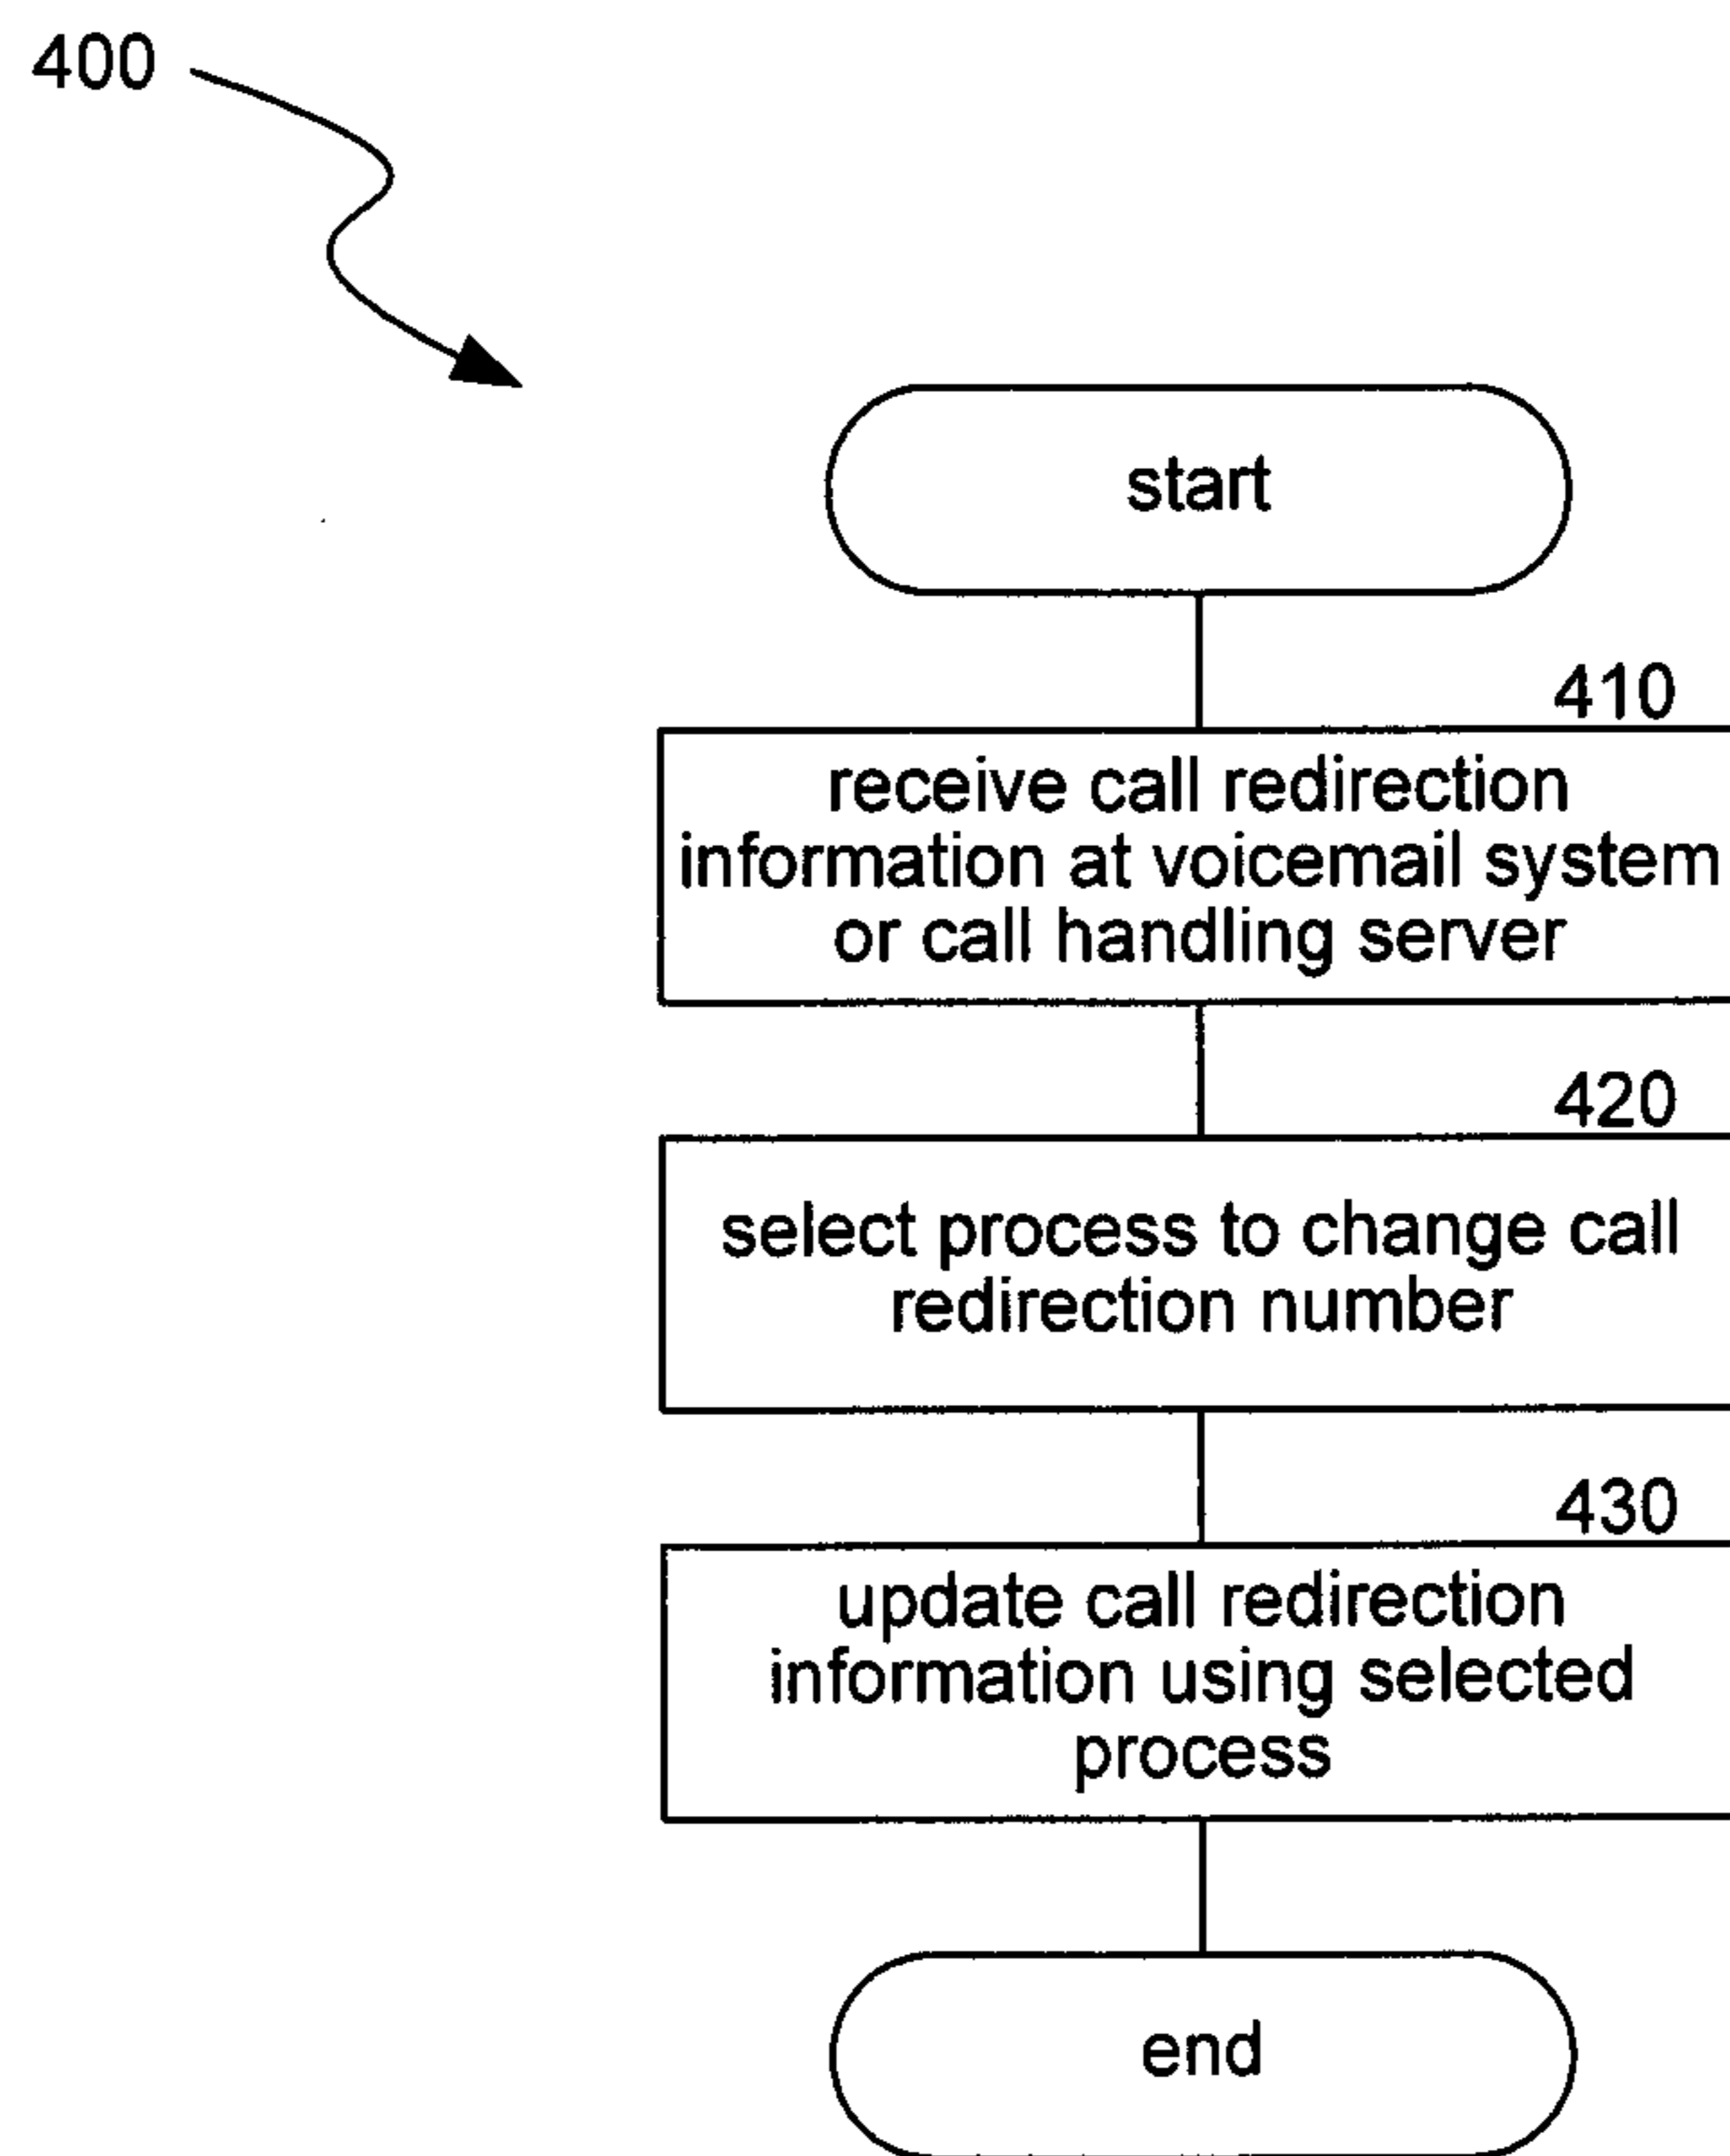 400
start
410
receive call redirection
information at voicemail system
or call handling server
420
select process to change call
redirection number
430
update call redirection
information using selected
process
end